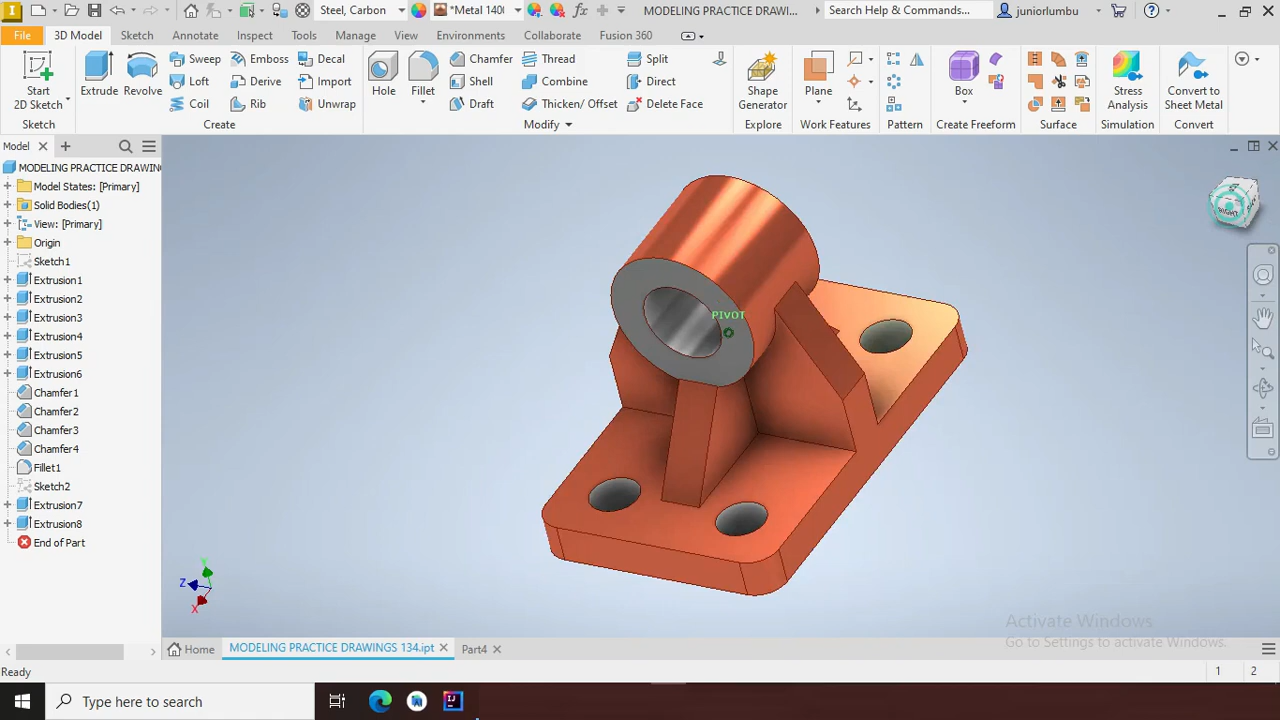 Steel, Carbon
*Metal 140(
MODELING PRACTICE DRAWI...
Search Help & Commands...
juniorlumbu
File
3D Model
Sketch
Annotate
Inspect
Tools
Manage
View
Environments
Collaborate
Fusion 360
Start
2D Sketch
Extrude
Revolve
Sweep
Loft
Coil
Emboss
Derive
Rib
Decal
Import
Unwrap
Hole
Fillet
Chamfer
Shell
Draft
Thread
Combine
Thicken/ Offset
Split
Direct
Delete Face
Shape
Generator
Plane
Box
Stress
Analysis
Convert to
Sheet Metal
Sketch
Create
Modify
Explore
Work Features
Pattern
Create Freeform
Surface
Simulation
Convert
Model
MODELING PRACTICE DRAWIN
Model States: [Primary]
Solid Bodies(1)
View: [Primary]
Origin
Sketch1
Extrusion1
Extrusion2
Extrusion3
Extrusion4
Extrusion5
Extrusion6
Chamfer1
Chamfer2
Chamfer3
Chamfer4
Fillet1
Sketch2
Extrusion7
Extrusion8
End of Part
PIVOT
RIGHT
Y
Z
X
Activate Windows
Go to Settings to activate Windows.
Home
MODELING PRACTICE DRAWINGS 134.ipt
Part4
Ready
1 2
Type here to search